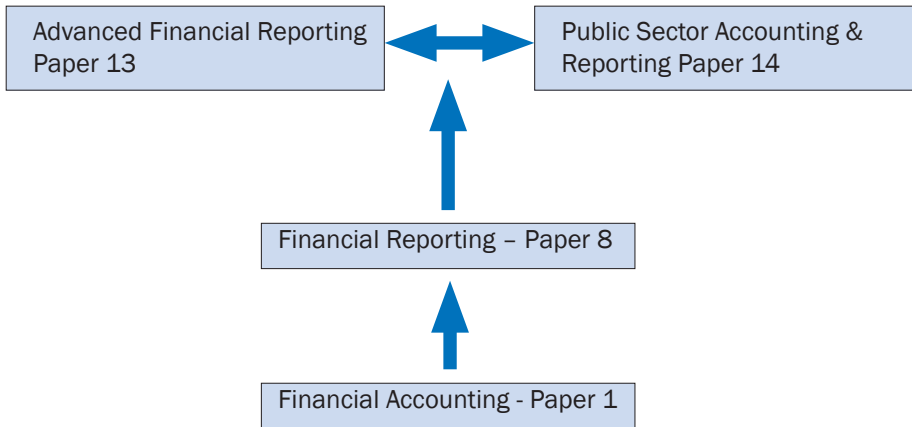 Advanced Financial Reporting
Paper 13
Public Sector Accounting &
Reporting Paper 14
Financial Reporting – Paper 8
Financial Accounting - Paper 1